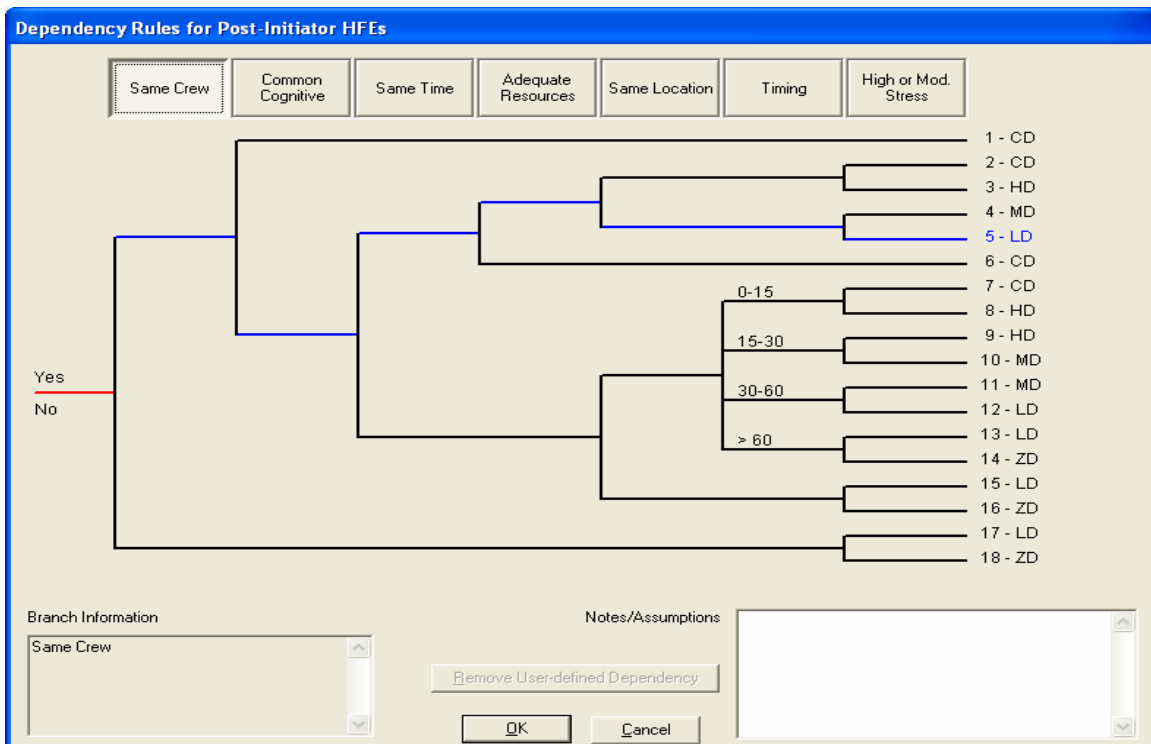 Dependency Rules for Post-Initiator HFEs
Same Crew
Common
Cognitive
Same Time
Adequate
Resources
Same Location
Timing
High or Mod.
Stress
1 - CD
2 - CD
3 - HD
4 - MD
5 - LD
6 - CD
0-15
7 - CD
8 - HD
15-30
9 - HD
10 - MD
30-60
11 - MD
12 - LD
> 60
13 - LD
14 - ZD
15 - LD
16 - ZD
17 - LD
18 - ZD
Yes
No
Branch Information
Same Crew
Notes/Assumptions
Remove User-defined Dependency
OK
Cancel